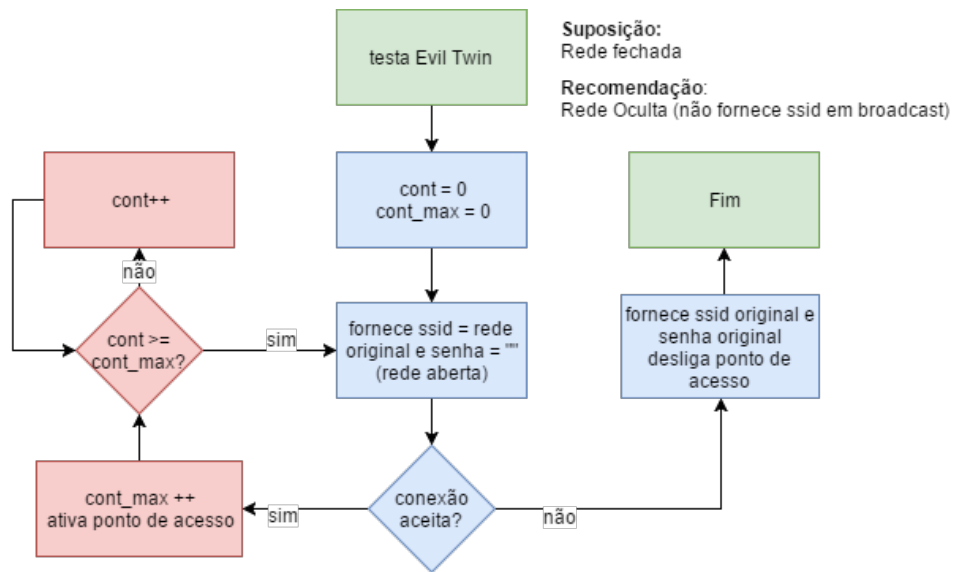 testa Evil Twin
Suposição:
Rede fechada
Recomendação:
Rede Oculta (não fornece ssid em broadcast)
cont++
cont = 0
cont_max = 0
Fim
não
cont >=
cont_max?
sim
fornece ssid = rede
original e senha = ""
(rede aberta)
fornece ssid original e
senha original
desliga ponto de
acesso
cont_max ++
ativa ponto de acesso
sim
conexão
aceita?
não